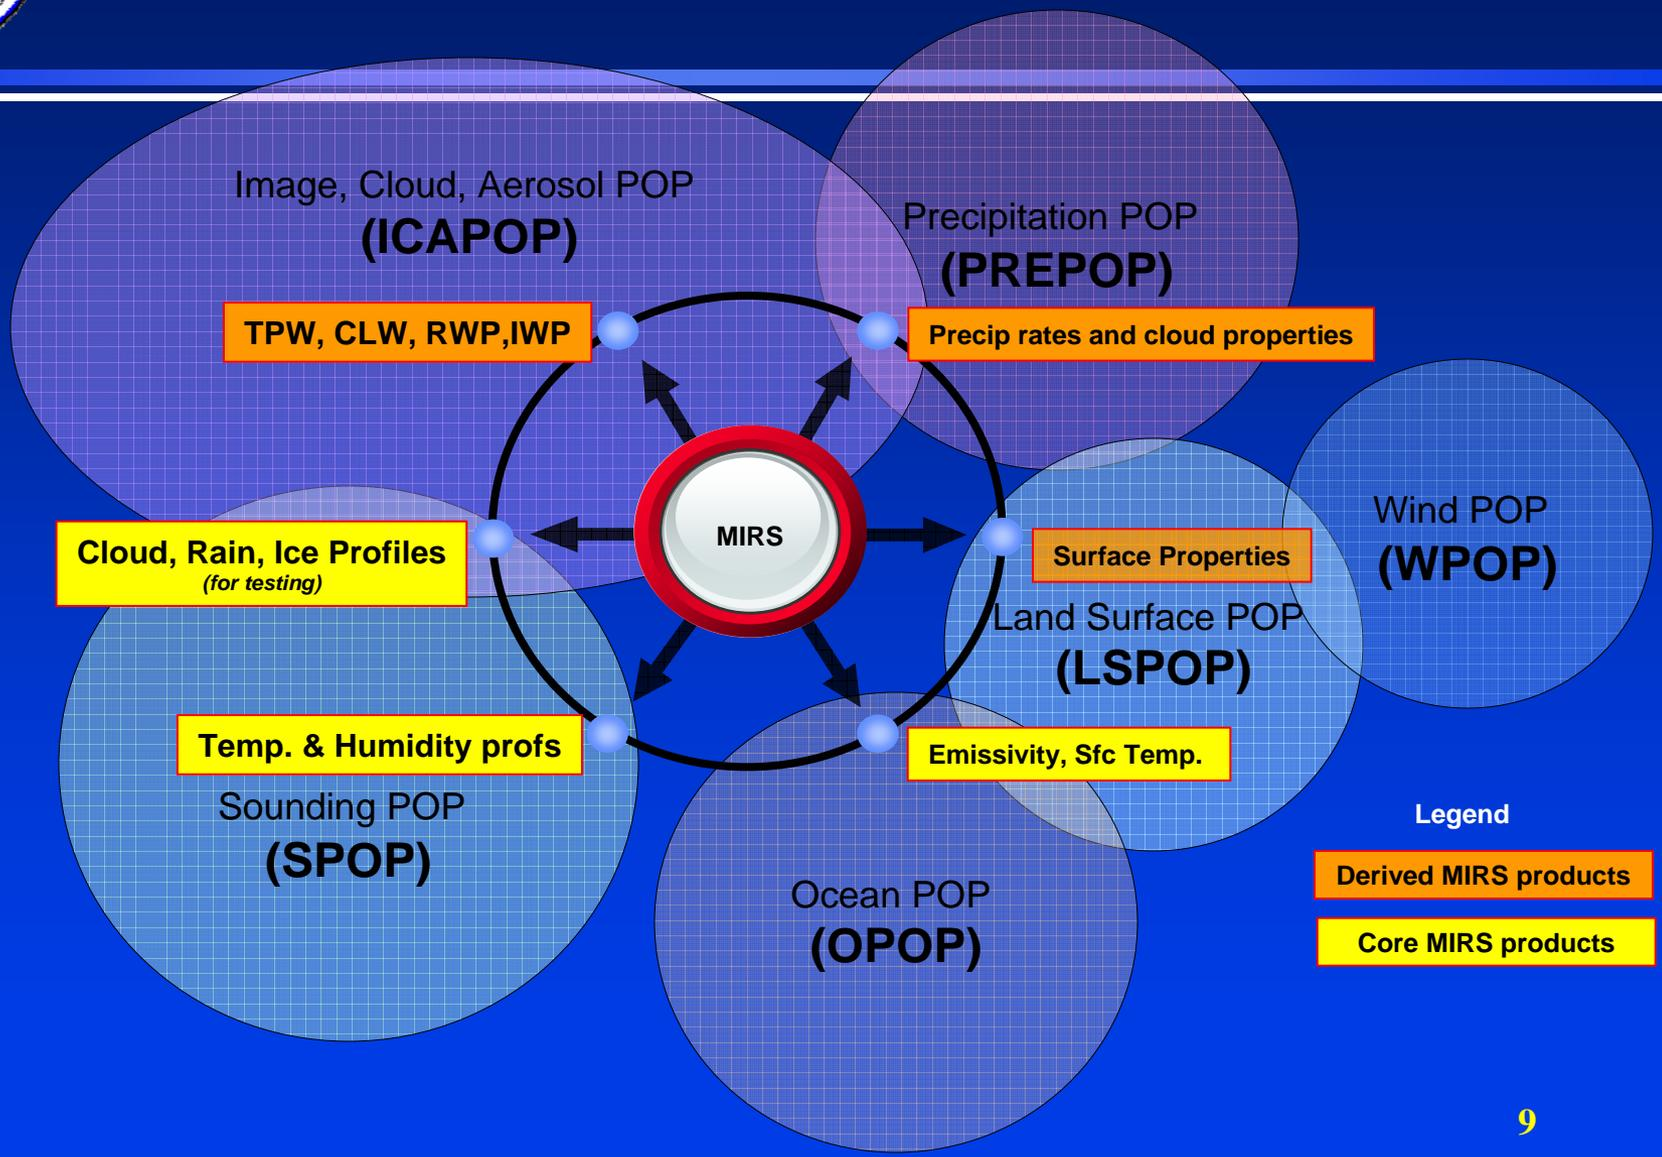 Image, Cloud, Aerosol POP
(ICAPOP)
Precipitation POP
(PREPOP)
TPW, CLW, RWP,IWP
Precip rates and cloud properties
Wind POP
(WPOP)
MIRS
Cloud, Rain, Ice Profiles
(for testing)
Surface Properties
Land Surface POP
(LSPOP)
Temp. & Humidity profs
Emissivity, Sfc Temp.
Sounding POP
(SPOP)
Ocean POP
(OPOP)
Legend
Derived MIRS products
Core MIRS products
9